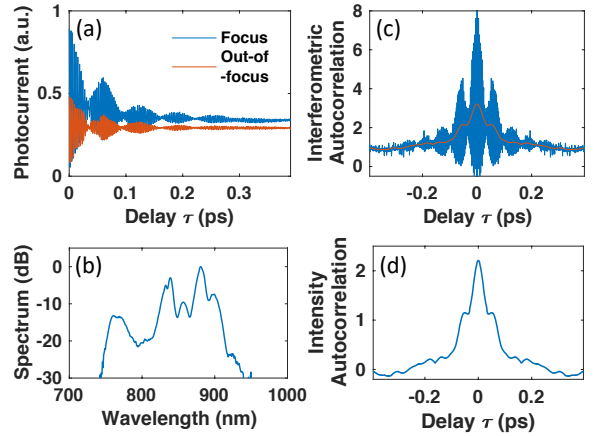 (a)
Focus
Out-of
-focus
Photocurrent (a.u.)
1
0.5
0
0
0.1
0.2
0.3
Delay τ (ps)
(c)
Interferometric
Autocorrelation
8
6
4
2
0
-0.2
0
0.2
Delay τ (ps)
(b)
Spectrum (dB)
0
-10
-20
-30
700
800
900
1000
Wavelength (nm)
(d)
Intensity
Autocorrelation
2
1
0
-0.2
0
0.2
Delay τ (ps)